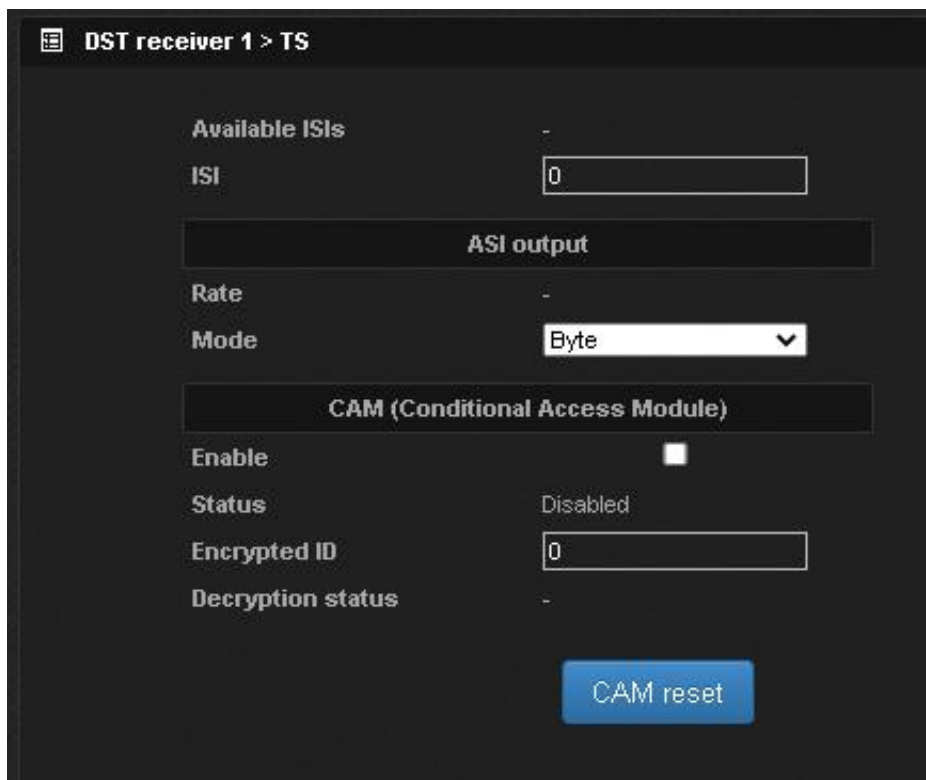 DST receiver 1 > TS
Available ISIs -
ISI 0
ASI output
Rate -
Mode Byte
CAM (Conditional Access Module)
Enable
Status Disabled
Encrypted ID 0
Decryption status -
CAM reset